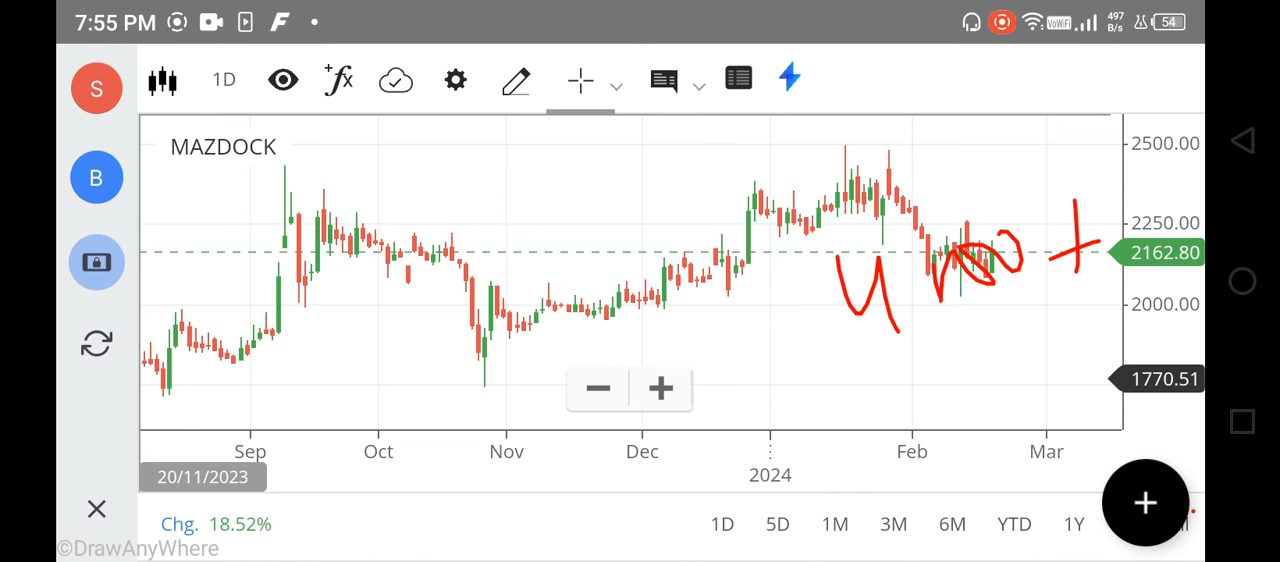 7:55 PM
VoWiFi
497
B/s
54
S
1D
fx
MAZDOCK
2500.00
B
2250.00
2162.80
2000.00
1770.51
Sep Oct Nov Dec Feb Mar
20/11/2023
2024
Chg. 18.52%
1D 5D 1M 3M 6M YTD 1Y
©DrawAnyWhere